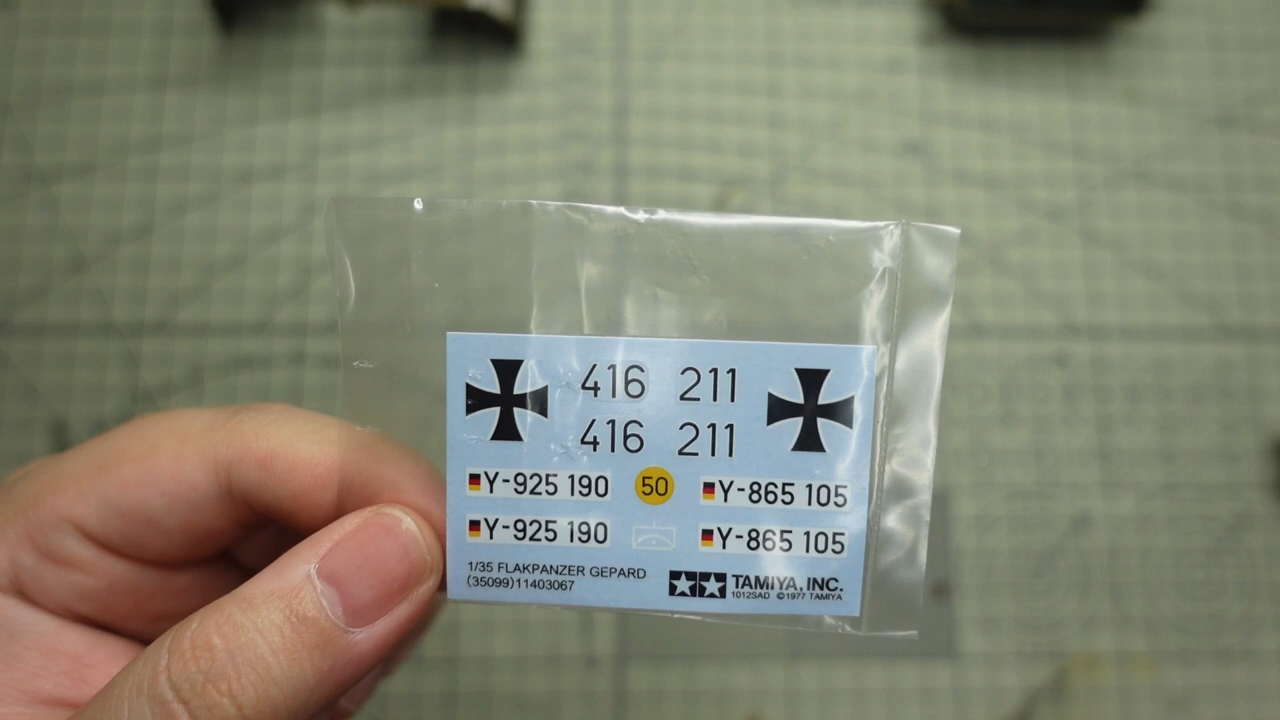 416 211
416 211
Y-925 190 50 Y-865 105
Y-925 190 Y-865 105
1/35 FLAKPANZER GEPARD
(35099)11403067
TAMIYA, INC.
1012SAD ©1977 TAMIYA